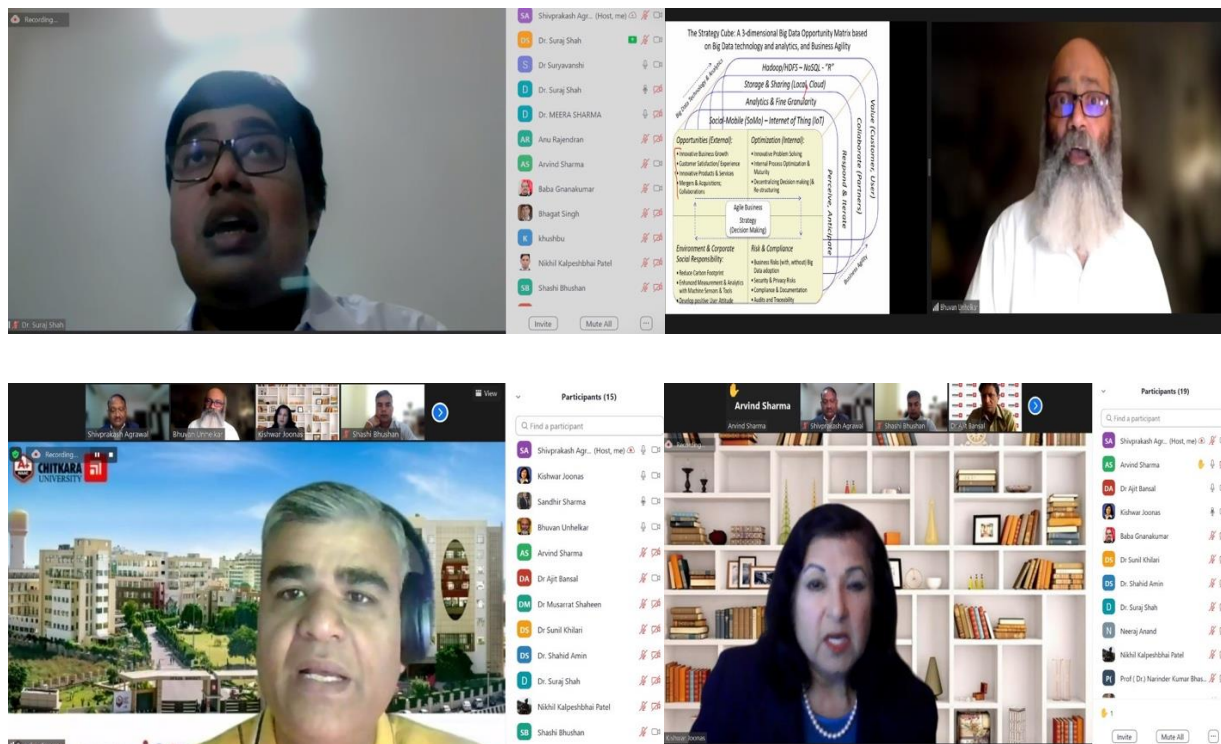 Recording...
Dr. Suraj Shah
SA Shivprakash Agr... (Host, me)
DS Dr. Suraj Shah
S Dr Suryavanshi
D Dr. Suraj Shah
D Dr. MEERA SHARMA
AR Anu Rajendran
AS Arvind Sharma
Baba Gnanakumar
Bhagat Singh
K khushbu
Nikhil Kalpeshbhai Patel
SB Shashi Bhushan
Invite
Mute All
The Strategy Cube: A 3-dimensional Big Data Opportunity Matrix based
on Big Data technology and analytics, and Business Agility
Big Data Technology & Analytics
Hadoop/HDFS – NoSQL - "R"
Storage & Sharing (Local, Cloud)
Analytics & Fine Granularity
Social-Mobile (SoMo) – Internet of Thing (IoT)
Opportunities (External):
• Innovative Business Growth
• Customer Satisfaction/ Experience
• Innovative Products & Services
• Mergers & Acquisitions;
Collaborations
Optimization (Internal):
• Innovative Problem Solving
• Internal Process Optimization &
Maturity
• Decentralizing Decision making (&
Re-structuring
Agile Business
Strategy
(Decision Making)
Environment & Corporate
Social Responsibility:
• Reduce Carbon Footprint
• Enhanced Measurement & Analytics
with Machine Sensors & Tools
• Develop positive User Attitude
Risk & Compliance
• Business Risks (with, without) Big
Data adoption
• Security & Privacy Risks
• Compliance & Documentation
• Audits and Traceability
Perceive, Anticipate
Respond & Iterate
Collaborate (Partners)
Value (Customer, User)
Business Agility
Bhuvan Unhelkar
Shivprakash Agrawal
Bhuvan Unhelkar
Kishwar Joonas
Shashi Bhushan
View
Recording...
A+
CHITKARA
UNIVERSITY
Participants (15)
Find a participant
SA Shivprakash Agr... (Host, me)
Kishwar Joonas
Sandhir Sharma
Bhuvan Unhelkar
AS Arvind Sharma
DA Dr Ajit Bansal
DM Dr Musarrat Shaheen
DS Dr Sunil Khilari
DS Dr. Shahid Amin
D Dr. Suraj Shah
Nikhil Kalpeshbhai Patel
SB Shashi Bhushan
Arvind Sharma
Arvind Sharma
Shivprakash Agrawal
Shashi Bhushan
Dr Ajit Bansal
Recording...
Kishwar Joonas
Participants (19)
Find a participant
SA Shivprakash Agr... (Host, me)
AS Arvind Sharma
DA Dr Ajit Bansal
Kishwar Joonas
Baba Gnanakumar
DS Dr Sunil Khilari
DS Dr. Shahid Amin
D Dr. Suraj Shah
N Neeraj Anand
Nikhil Kalpeshbhai Patel
P( Prof ( Dr.) Narinder Kumar Bhas...
1
Invite
Mute All